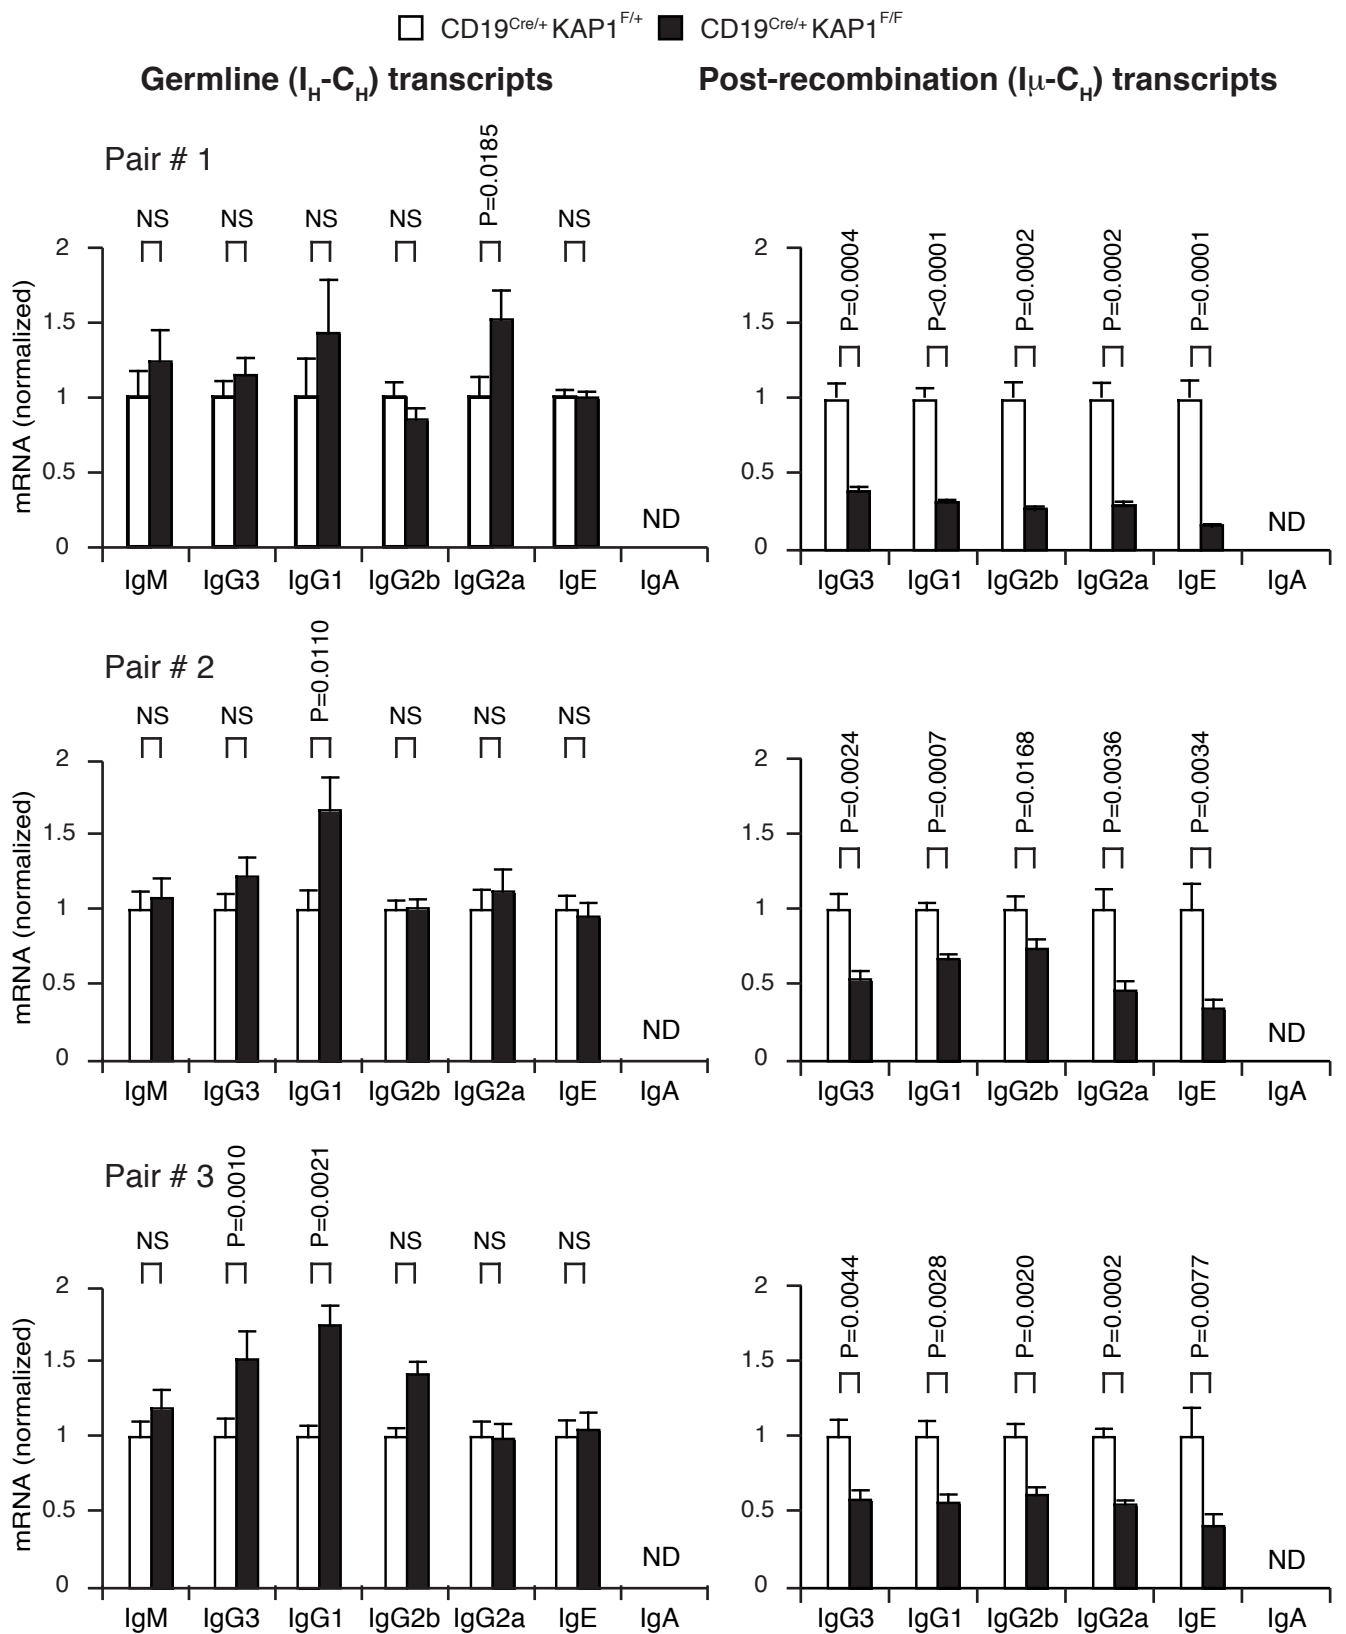 CD19Cre/+ KAP1F/+ CD19Cre/+ KAP1F/F
Germline (IH-CH) transcripts
Post-recombination (Iμ-CH) transcripts
Pair # 1
NS NS NS NS P=0.0185 NS
mRNA (normalized)
2
1.5
1
0.5
0
ND
IgM IgG3 IgG1 IgG2b IgG2a IgE IgA
P=0.0004 P<0.0001 P=0.0002 P=0.0002 P=0.0001
2
1.5
1
0.5
0
ND
IgG3 IgG1 IgG2b IgG2a IgE IgA
Pair # 2
NS NS P=0.0110 NS NS NS
mRNA (normalized)
2
1.5
1
0.5
0
ND
IgM IgG3 IgG1 IgG2b IgG2a IgE IgA
P=0.0024 P=0.0007 P=0.0168 P=0.0036 P=0.0034
2
1.5
1
0.5
0
ND
IgG3 IgG1 IgG2b IgG2a IgE IgA
Pair # 3
NS P=0.0010 P=0.0021 NS NS NS
mRNA (normalized)
2
1.5
1
0.5
0
ND
IgM IgG3 IgG1 IgG2b IgG2a IgE IgA
P=0.0044 P=0.0028 P=0.0020 P=0.0002 P=0.0077
2
1.5
1
0.5
0
ND
IgG3 IgG1 IgG2b IgG2a IgE IgA